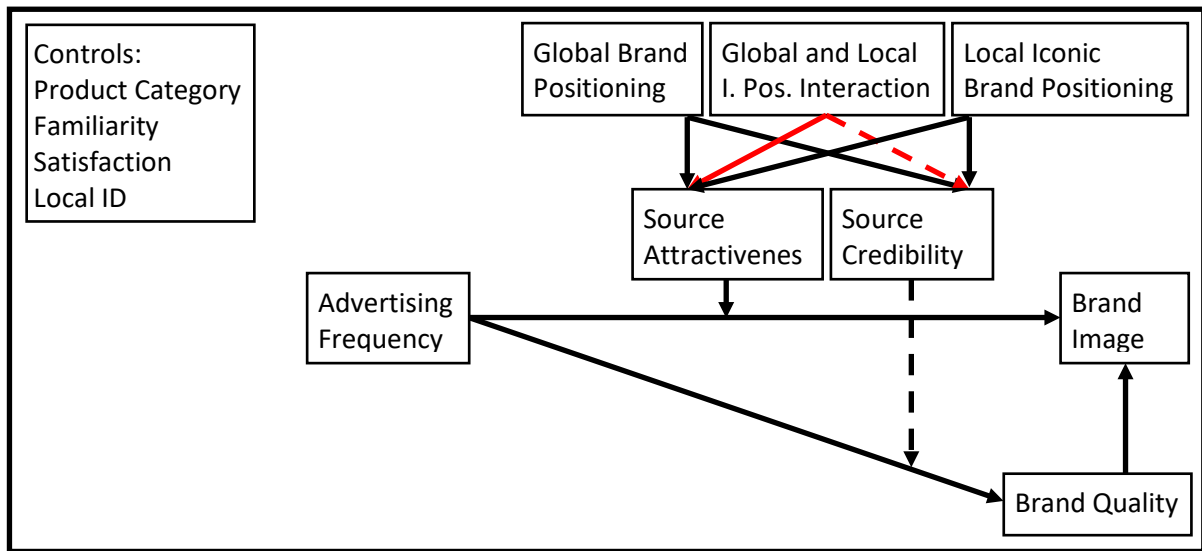 Controls:
Product Category
Familiarity
Satisfaction
Local ID
Global Brand
Positioning
Global and Local
I. Pos. Interaction
Local Iconic
Brand Positioning
Source
Attractivenes
Source
Credibility
Advertising
Frequency
Brand
Image
Brand Quality